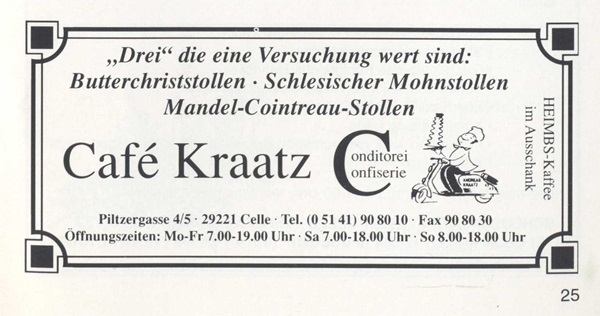 „Drei“ die eine Versuchung wert sind:
Butterchriststollen · Schlesischer Mohnstollen
Mandel-Cointreau-Stollen
Café Kraatz
Conditorei
Confiserie
ANDREAS
KRAATZ
HEIMBS-Kaffee
im Ausschank
Piltzergasse 4/5 · 29221 Celle · Tel. (0 51 41) 90 80 10 · Fax 90 80 30
Öffnungszeiten: Mo-Fr 7.00-19.00 Uhr · Sa 7.00-18.00 Uhr · So 8.00-18.00 Uhr
25